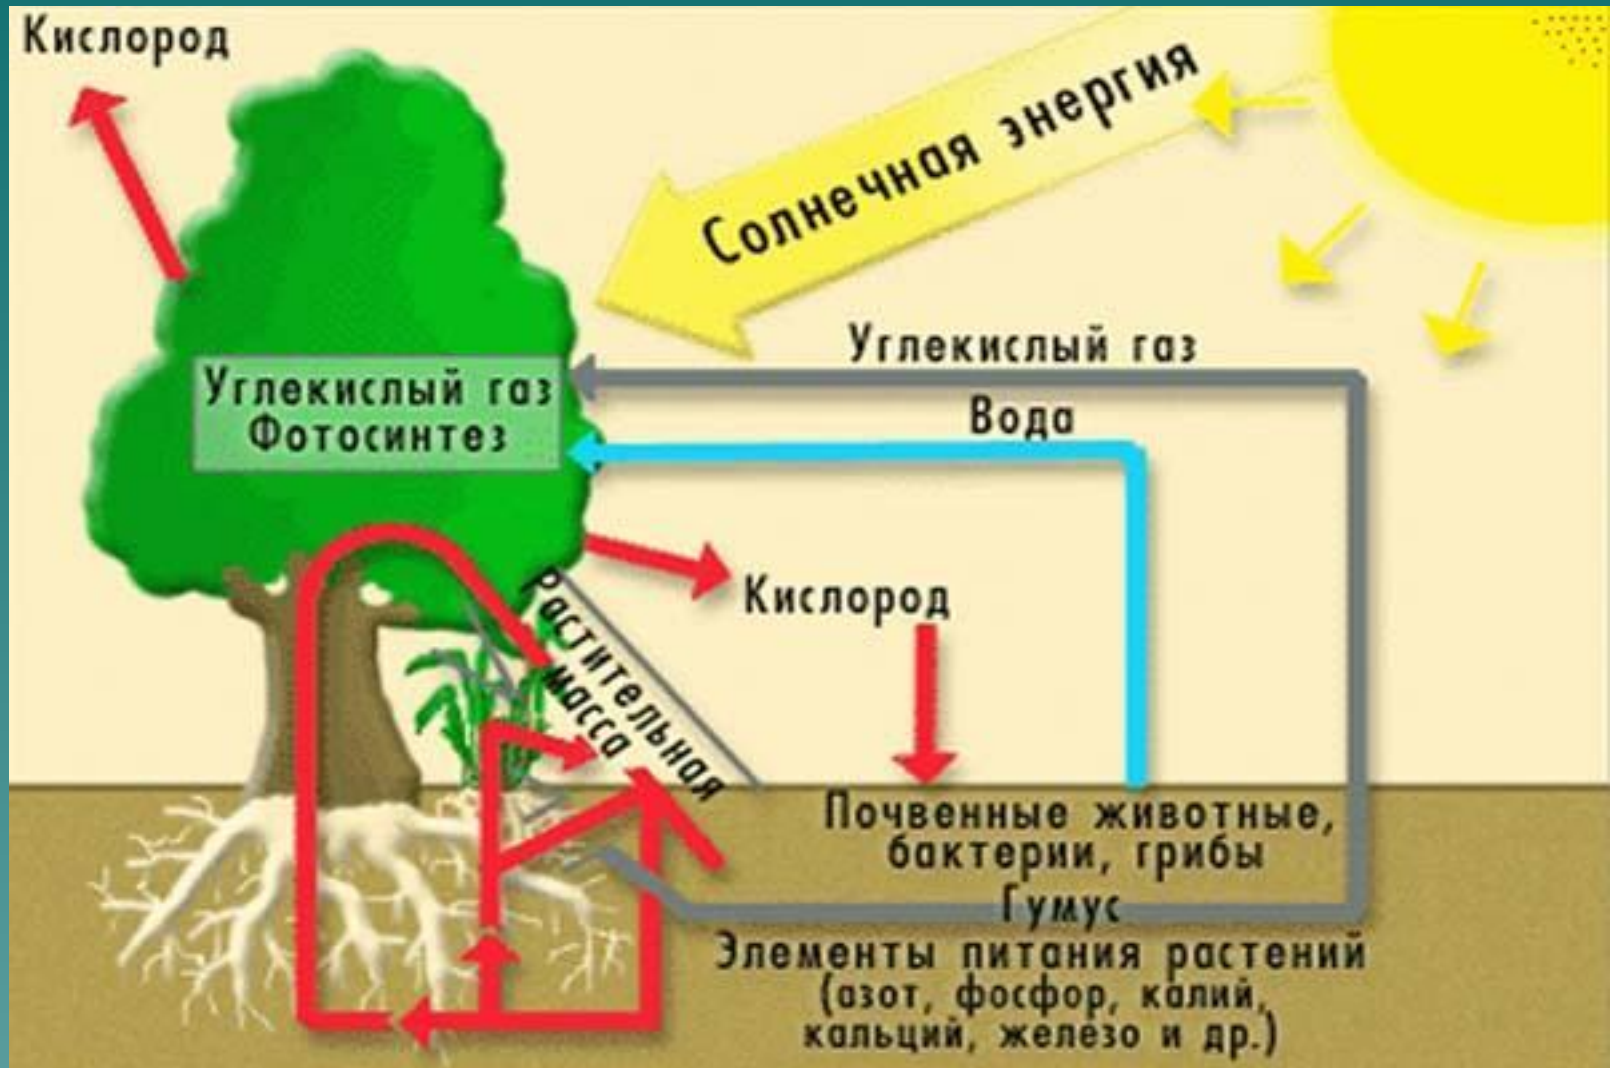 Кислород
Солнечная энергия
Углекислый газ
Углекислый газ
Фотосинтез
Вода
Кислород
Растительная
масса
Почвенные животные,
бактерии, грибы
Гумус
Элементы питания растений
(азот, фосфор, калий,
кальций, железо и др.)